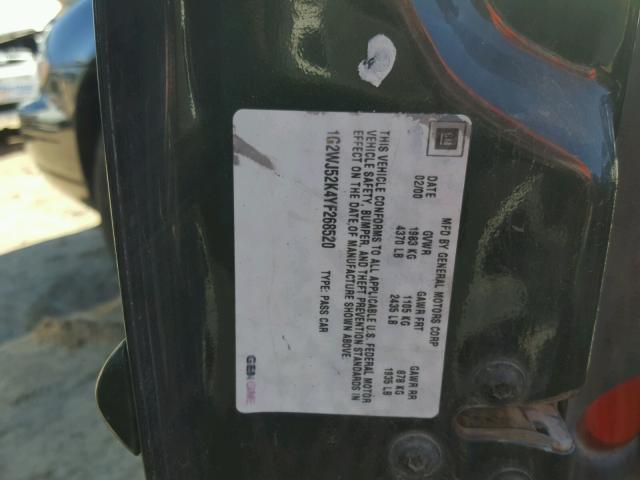 GM
MFD BY GENERAL MOTORS CORP
DATE GVWR GAWR FRT GAWR RR
02/00 1983 KG 1105 KG 878 KG
4370 LB 2435 LB 1935 LB
THIS VEHICLE CONFORMS TO ALL APPLICABLE U.S. FEDERAL MOTOR
VEHICLE SAFETY, BUMPER, AND THEFT PREVENTION STANDARDS IN
EFFECT ON THE DATE OF MANUFACTURE SHOWN ABOVE.
1G2WJ52K4YF268520 TYPE: PASS CAR